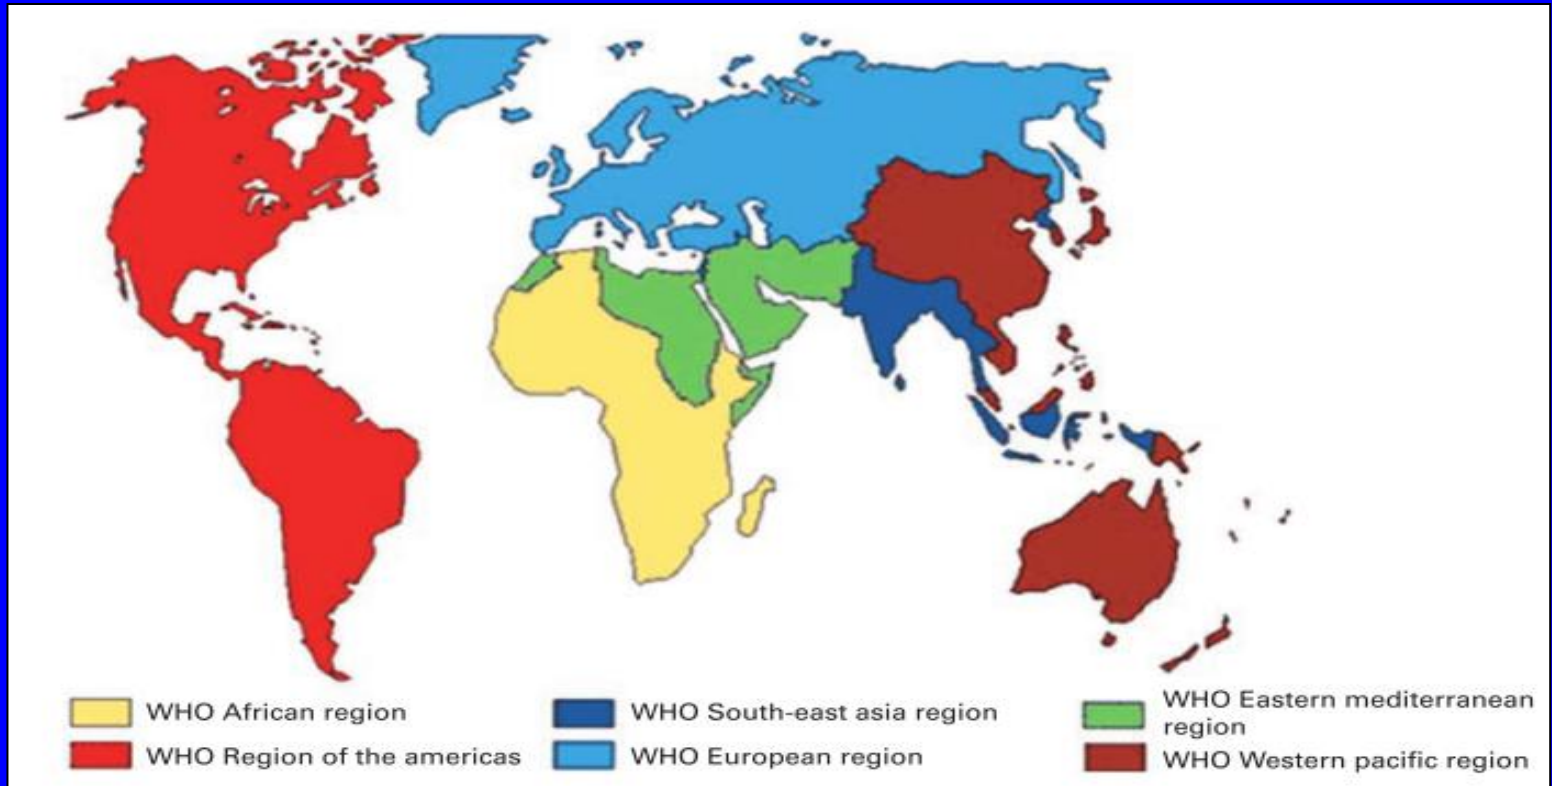 WHO African region
WHO Region of the americas
WHO South-east asia region
WHO European region
WHO Eastern mediterranean
region
WHO Western pacific region